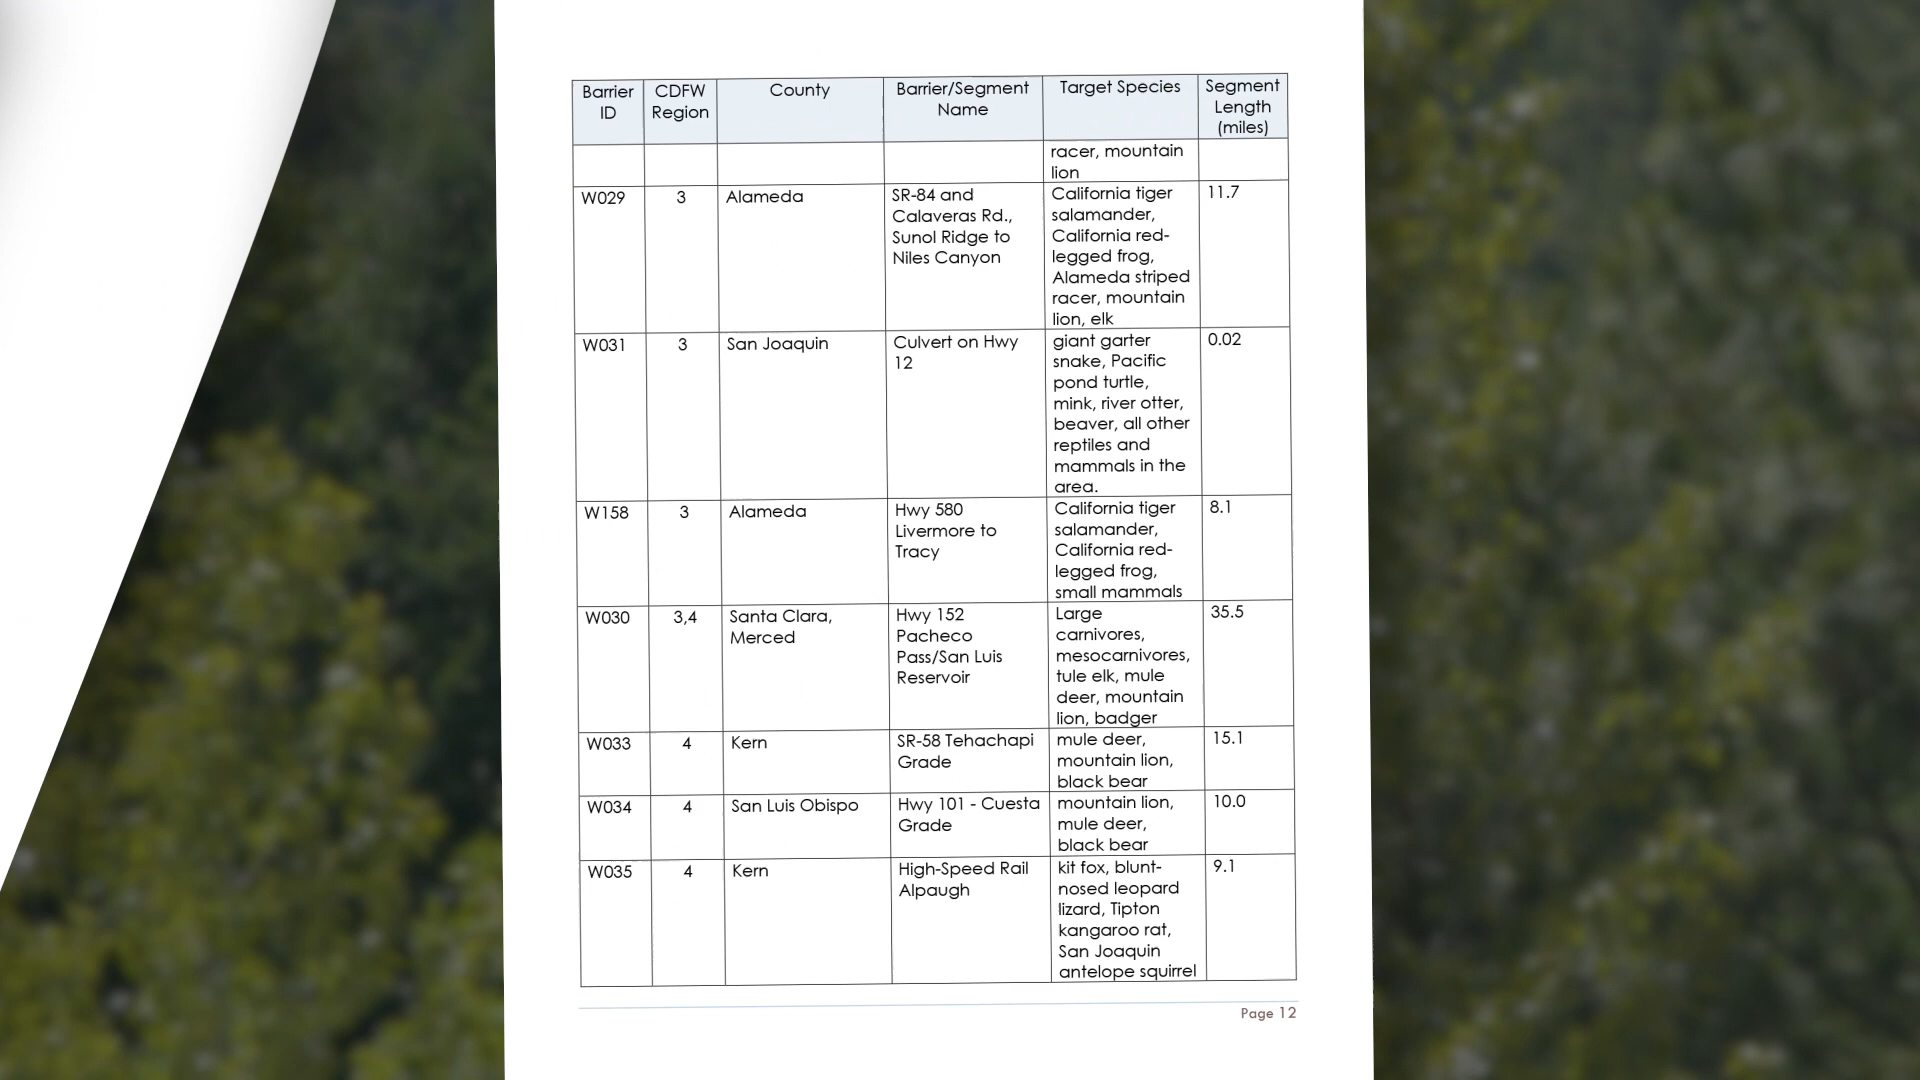 Barrier ID | CDFW Region | County | Barrier/Segment Name | Target Species | Segment Length (miles)
racer, mountain
lion
W029 3 Alameda SR-84 and California tiger 11.7
Calaveras Rd., salamander,
Sunol Ridge to California red-
Niles Canyon legged frog,
Alameda striped
racer, mountain
lion, elk
W031 3 San Joaquin Culvert on Hwy giant garter 0.02
12 snake, Pacific
pond turtle,
mink, river otter,
beaver, all other
reptiles and
mammals in the
area.
W158 3 Alameda Hwy 580 California tiger 8.1
Livermore to salamander,
Tracy California red-
legged frog,
small mammals
W030 3,4 Santa Clara, Hwy 152 Large 35.5
Merced Pacheco carnivores,
Pass/San Luis mesocarnivores,
Reservoir tule elk, mule
deer, mountain
lion, badger
W033 4 Kern SR-58 Tehachapi mule deer, 15.1
Grade mountain lion,
black bear
W034 4 San Luis Obispo Hwy 101 - Cuesta mountain lion, 10.0
Grade mule deer,
black bear
W035 4 Kern High-Speed Rail kit fox, blunt- 9.1
Alpaugh nosed leopard
lizard, Tipton
kangaroo rat,
San Joaquin
antelope squirrel
Page 12